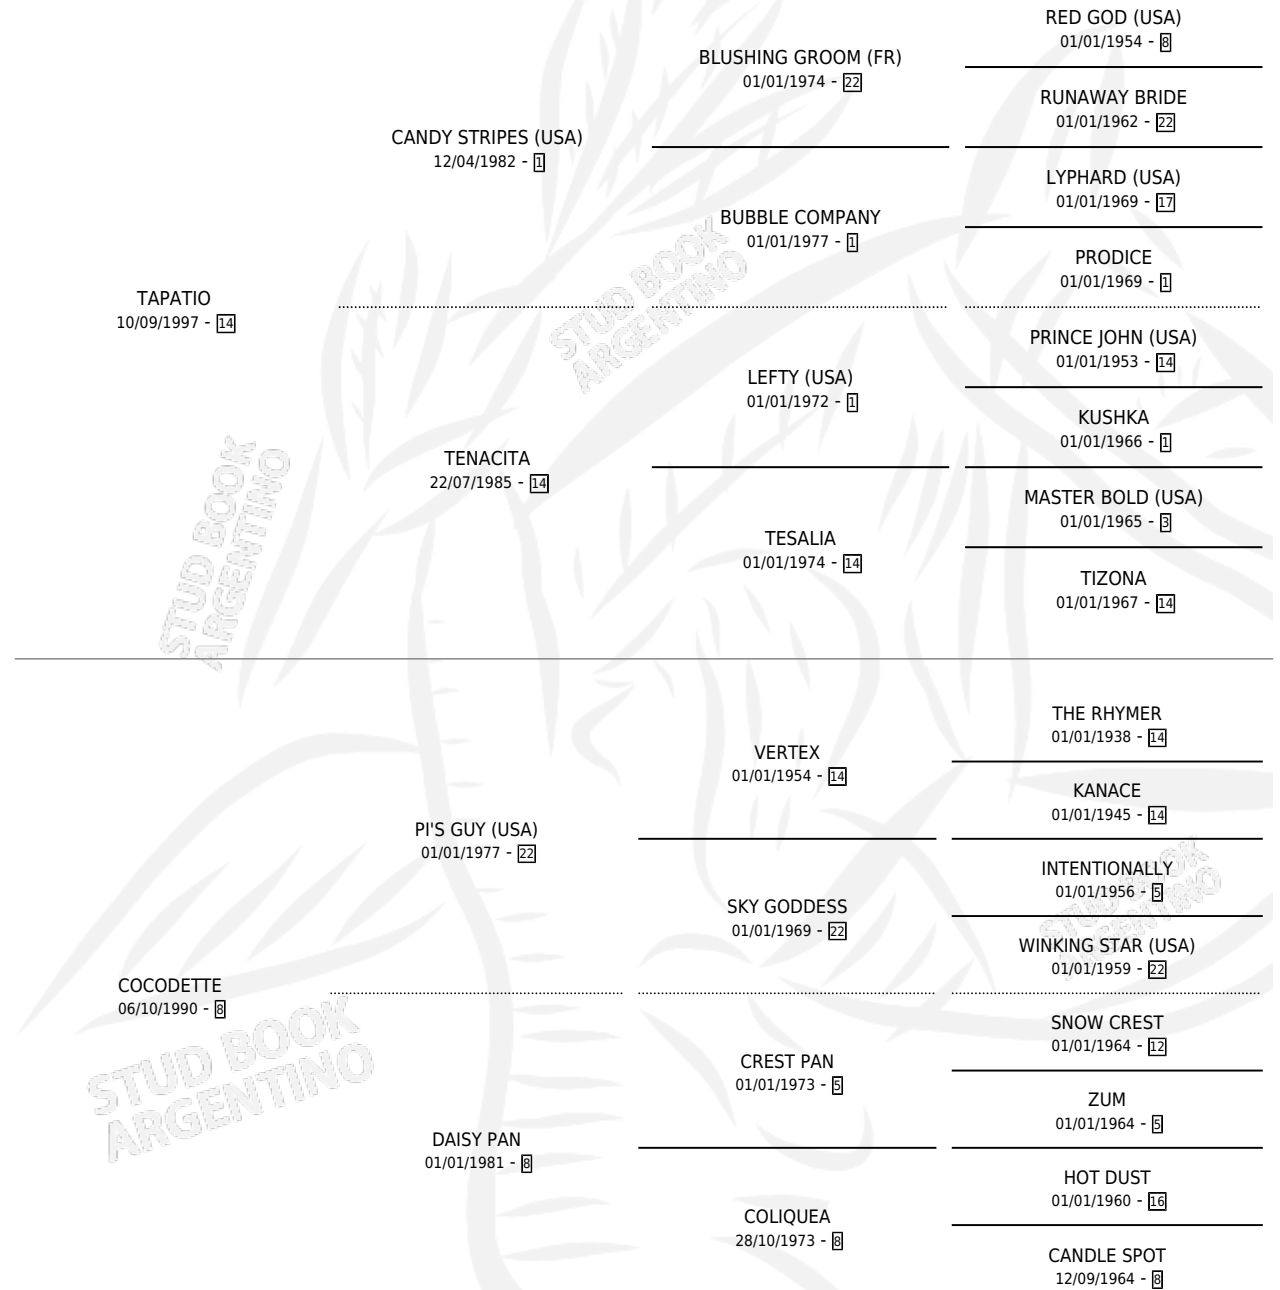 RED GOD (USA)
01/01/1954 - 8
BLUSHING GROOM (FR)
01/01/1974 - 22
RUNAWAY BRIDE
01/01/1962 - 22
CANDY STRIPES (USA)
12/04/1982 - 1
LYPHARD (USA)
01/01/1969 - 17
BUBBLE COMPANY
01/01/1977 - 1
PRODICE
01/01/1969 - 1
TAPATIO
10/09/1997 - 14
PRINCE JOHN (USA)
01/01/1953 - 14
LEFTY (USA)
01/01/1972 - 1
KUSHKA
01/01/1966 - 1
TENACITA
22/07/1985 - 14
MASTER BOLD (USA)
01/01/1965 - 3
TESALIA
01/01/1974 - 14
TIZONA
01/01/1967 - 14
THE RHYMER
01/01/1938 - 14
VERTEX
01/01/1954 - 14
KANACE
01/01/1945 - 14
PI'S GUY (USA)
01/01/1977 - 22
INTENTIONALLY
01/01/1956 - 5
SKY GODDESS
01/01/1969 - 22
WINKING STAR (USA)
01/01/1959 - 22
COCODETTE
06/10/1990 - 8
SNOW CREST
01/01/1964 - 12
CREST PAN
01/01/1973 - 5
ZUM
01/01/1964 - 5
DAISY PAN
01/01/1981 - 8
HOT DUST
01/01/1960 - 16
COLIQUEA
28/10/1973 - 8
CANDLE SPOT
12/09/1964 - 8
STUD BOOK
ARGENTINO
STUD BOOK
ARGENTINO
STUD BOOK
ARGENTINO
STUD BOOK
ARGENTINO